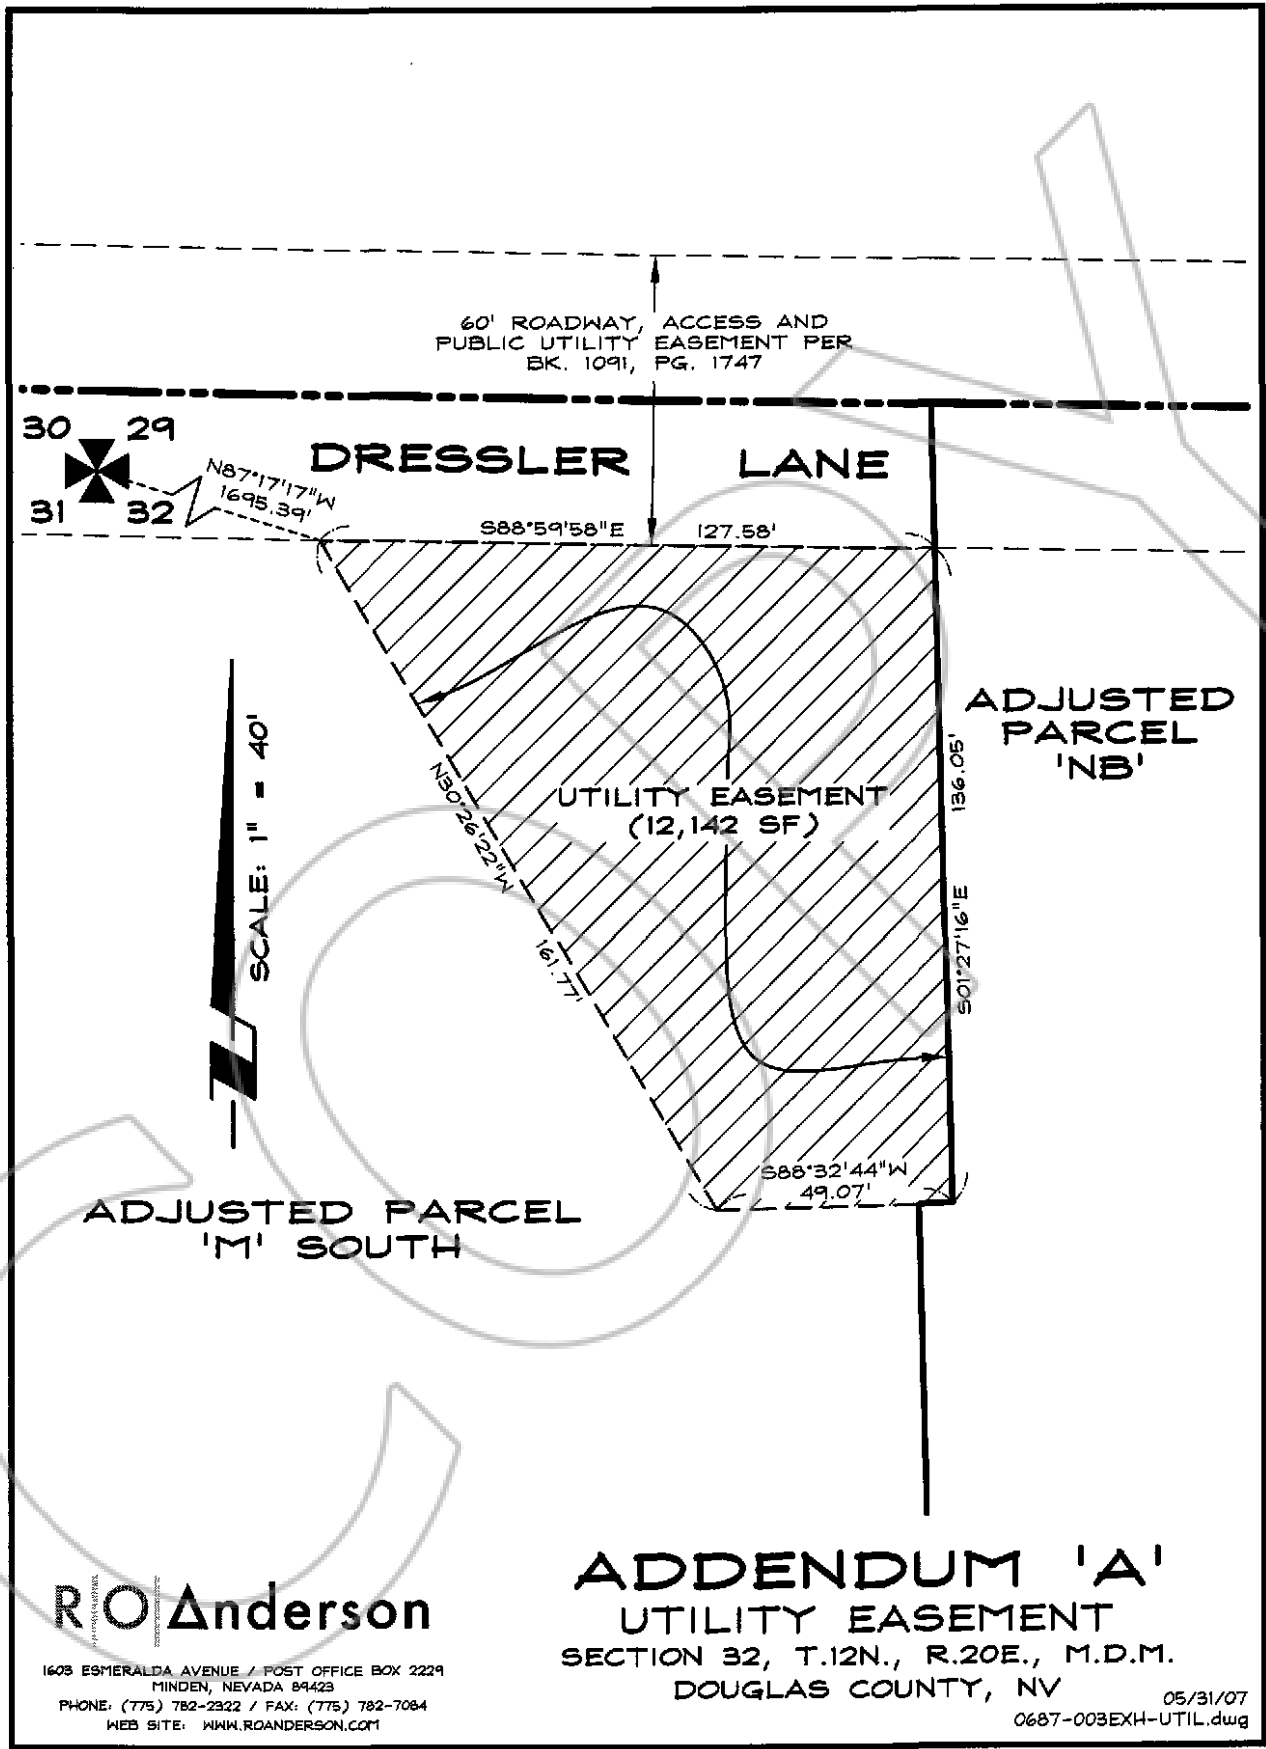 60' ROADWAY, ACCESS AND
PUBLIC UTILITY EASEMENT PER
BK. 1091, PG. 1747
30 29
31 32
N87°17'17"W
1695.39'
DRESSLER LANE
S88°59'58"E 127.58'
ADJUSTED
PARCEL
'NB'
SCALE: 1" = 40'
N30°26'22"W 161.77'
UTILITY EASEMENT
(12,142 SF)
S01°27'16"E 136.05'
S88°32'44"W
49.07'
ADJUSTED PARCEL
'M' SOUTH
COPY
R|O|Anderson
1603 ESMERALDA AVENUE / POST OFFICE BOX 2229
MINDEN, NEVADA 89423
PHONE: (775) 782-2322 / FAX: (775) 782-7084
WEB SITE: WWW.ROANDERSON.COM
ADDENDUM 'A'
UTILITY EASEMENT
SECTION 32, T.12N., R.20E., M.D.M.
DOUGLAS COUNTY, NV
05/31/07
0687-003EXH-UTIL.dwg